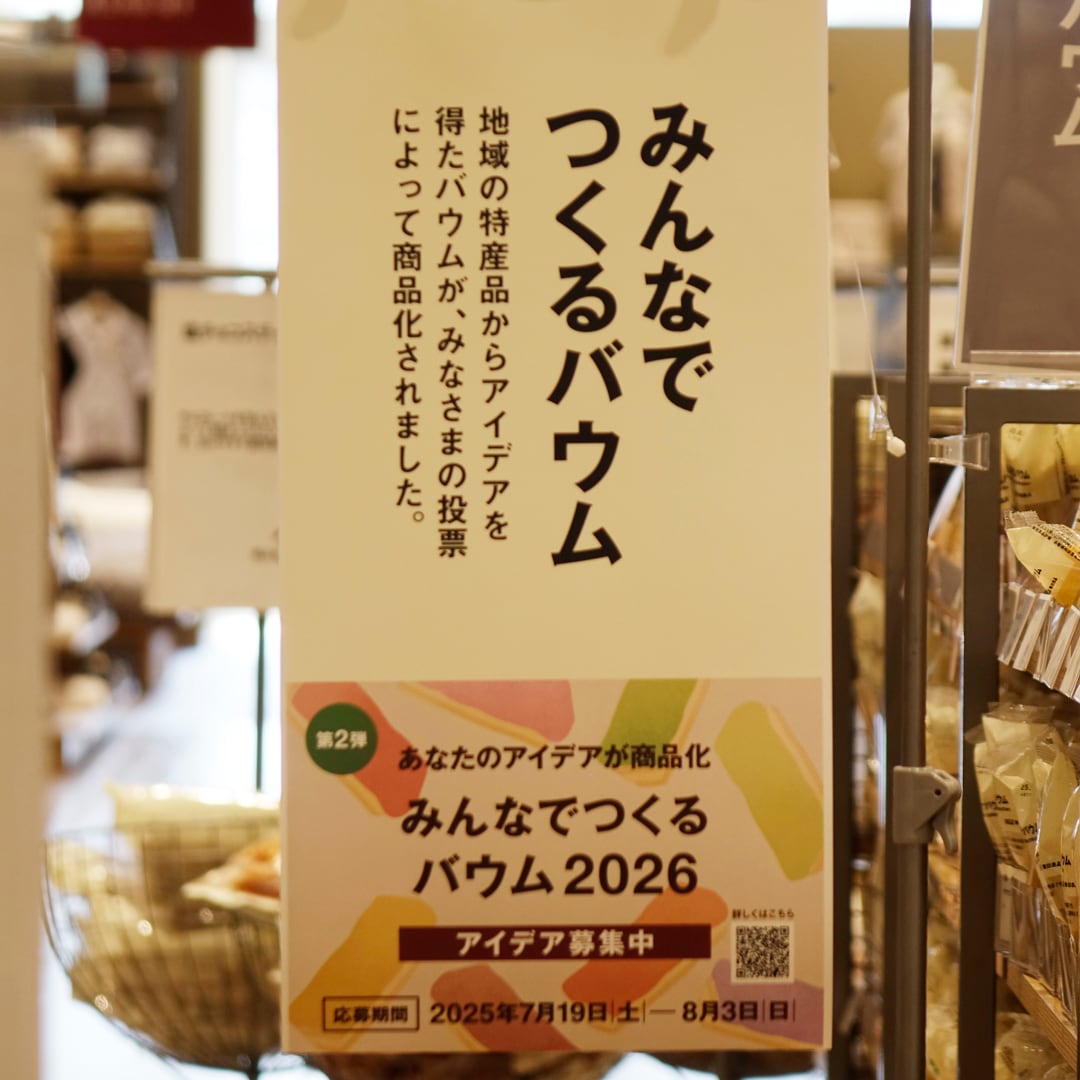 みんなで
つくるバウム
地域の特産品からアイデアを
得たバウムが、みなさまの投票
によって商品化されました。
第2弾
あなたのアイデアが商品化
みんなでつくる
バウム2026
アイデア募集中
詳しくはこちら
応募期間 2025年7月19日|土|—8月3日|日|